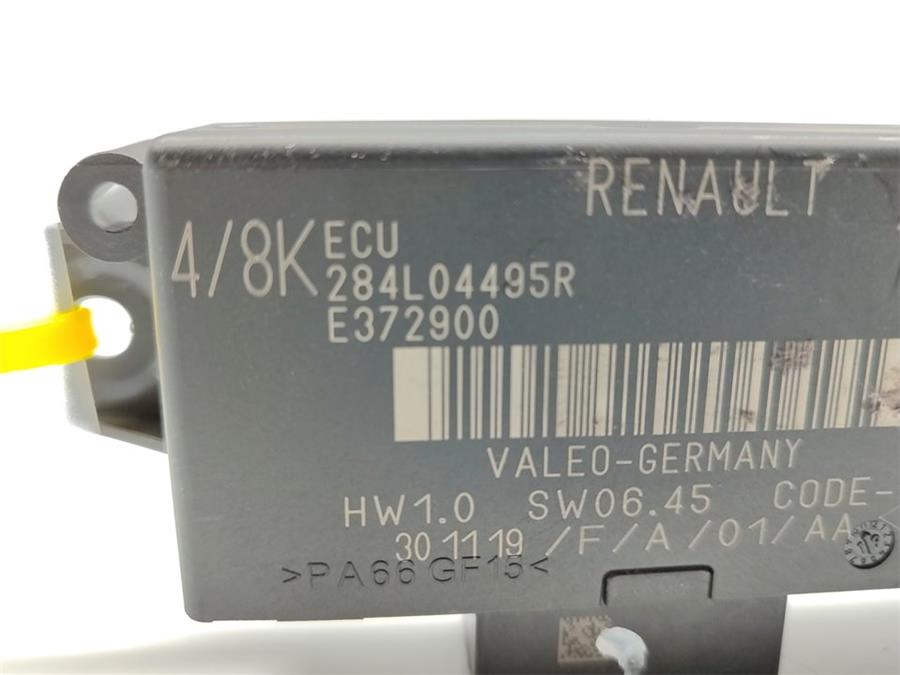 RENAULT
4/8K
ECU
284L04495R
E372900
VALEO-GERMANY
HW1.0 SW06.45 CODE-
30 11 19 /F/A/01/AA
>PA66 GF15<